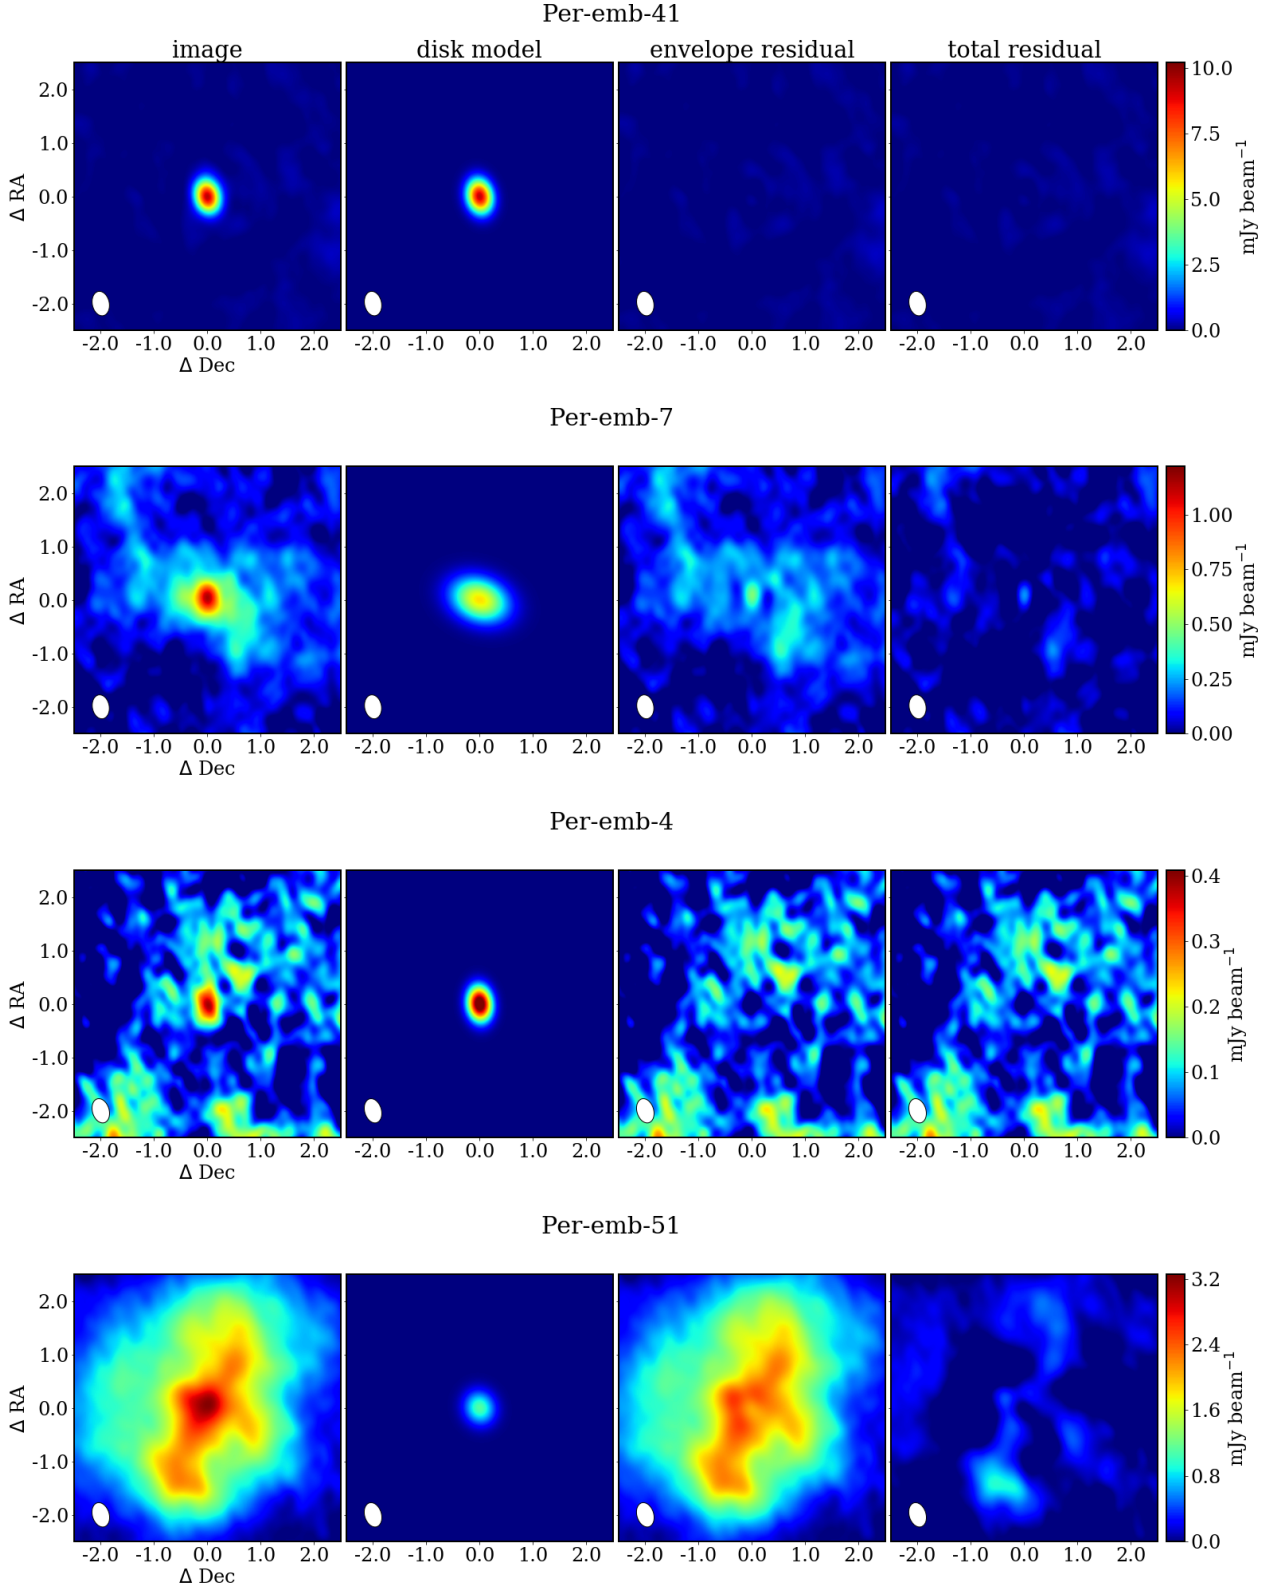 Per-emb-41
image disk model envelope residual total residual
2.0 1.0 0.0 -1.0 -2.0
Δ RA
-2.0 -1.0 0.0 1.0 2.0 -2.0 -1.0 0.0 1.0 2.0 -2.0 -1.0 0.0 1.0 2.0 -2.0 -1.0 0.0 1.0 2.0
Δ Dec
10.0 7.5 5.0 2.5 0.0
mJy beam⁻¹
Per-emb-7
2.0 1.0 0.0 -1.0 -2.0
Δ RA
-2.0 -1.0 0.0 1.0 2.0 -2.0 -1.0 0.0 1.0 2.0 -2.0 -1.0 0.0 1.0 2.0 -2.0 -1.0 0.0 1.0 2.0
Δ Dec
1.00 0.75 0.50 0.25 0.00
mJy beam⁻¹
Per-emb-4
2.0 1.0 0.0 -1.0 -2.0
Δ RA
-2.0 -1.0 0.0 1.0 2.0 -2.0 -1.0 0.0 1.0 2.0 -2.0 -1.0 0.0 1.0 2.0 -2.0 -1.0 0.0 1.0 2.0
Δ Dec
0.4 0.3 0.2 0.1 0.0
mJy beam⁻¹
Per-emb-51
2.0 1.0 0.0 -1.0 -2.0
Δ RA
-2.0 -1.0 0.0 1.0 2.0 -2.0 -1.0 0.0 1.0 2.0 -2.0 -1.0 0.0 1.0 2.0 -2.0 -1.0 0.0 1.0 2.0
Δ Dec
3.2 2.4 1.6 0.8 0.0
mJy beam⁻¹